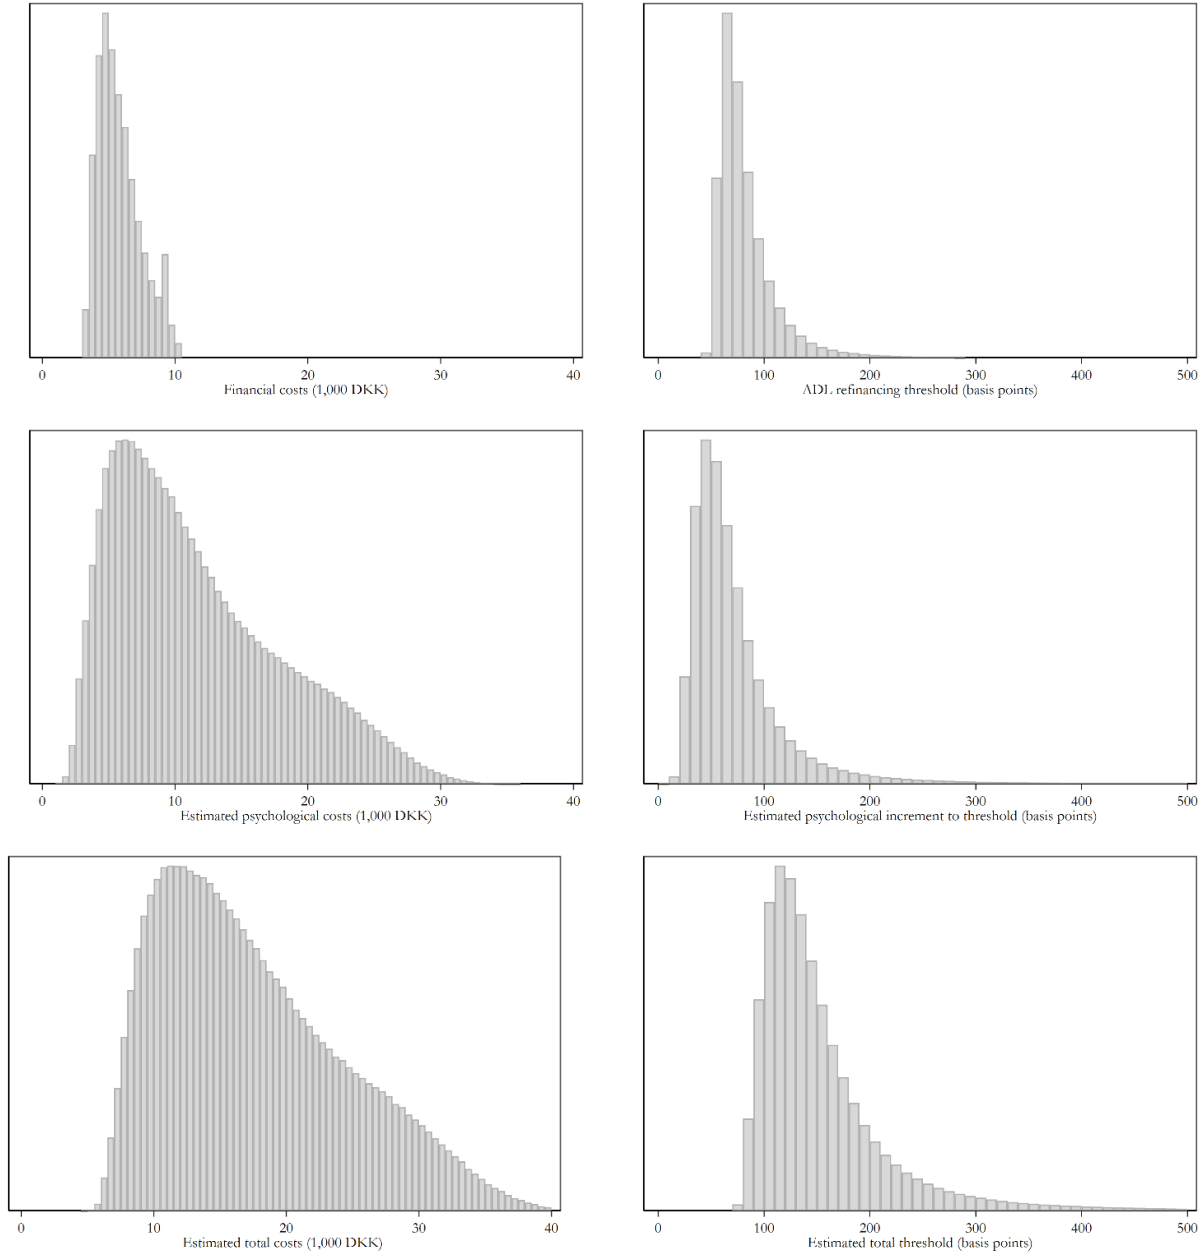 0 10 20 30 40
Financial costs (1,000 DKK)
0 100 200 300 400 500
ADL refinancing threshold (basis points)
0 10 20 30 40
Estimated psychological costs (1,000 DKK)
0 100 200 300 400 500
Estimated psychological increment to threshold (basis points)
0 10 20 30 40
Estimated total costs (1,000 DKK)
0 100 200 300 400 500
Estimated total threshold (basis points)